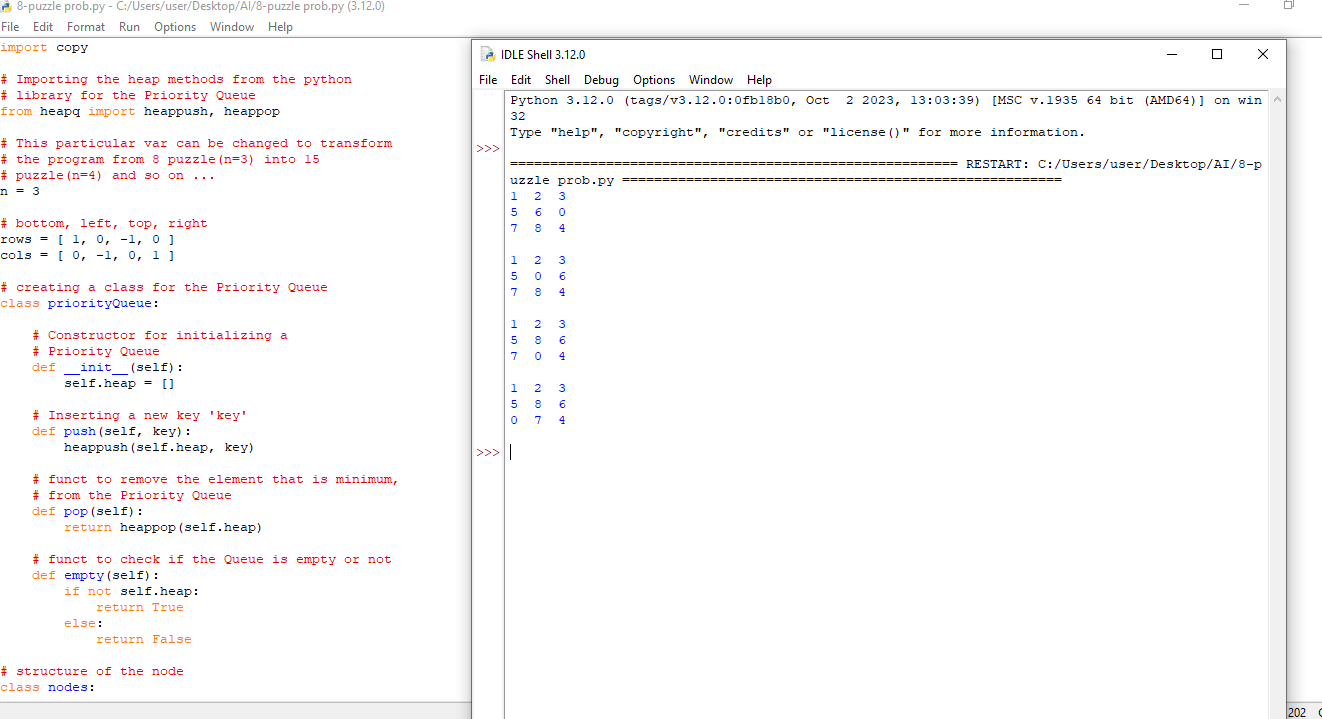 8-puzzle prob.py - C:/Users/user/Desktop/AI/8-puzzle prob.py (3.12.0)
File Edit Format Run Options Window Help
import copy
# Importing the heap methods from the python
# library for the Priority Queue
from heapq import heappush, heappop
# This particular var can be changed to transform
# the program from 8 puzzle(n=3) into 15
# puzzle(n=4) and so on ...
n = 3
# bottom, left, top, right
rows = [ 1, 0, -1, 0 ]
cols = [ 0, -1, 0, 1 ]
# creating a class for the Priority Queue
class priorityQueue:
    # Constructor for initializing a
    # Priority Queue
    def __init__(self):
        self.heap = []
    # Inserting a new key 'key'
    def push(self, key):
        heappush(self.heap, key)
    # funct to remove the element that is minimum,
    # from the Priority Queue
    def pop(self):
        return heappop(self.heap)
    # funct to check if the Queue is empty or not
    def empty(self):
        if not self.heap:
            return True
        else:
            return False
# structure of the node
class nodes:
IDLE Shell 3.12.0
File Edit Shell Debug Options Window Help
Python 3.12.0 (tags/v3.12.0:0fb18b0, Oct  2 2023, 13:03:39) [MSC v.1935 64 bit (AMD64)] on win
32
Type "help", "copyright", "credits" or "license()" for more information.
>>>
======================================================== RESTART: C:/Users/user/Desktop/AI/8-p
uzzle prob.py =======================================================
1 2 3
5 6 0
7 8 4
1 2 3
5 0 6
7 8 4
1 2 3
5 8 6
7 0 4
1 2 3
5 8 6
0 7 4
>>>
202